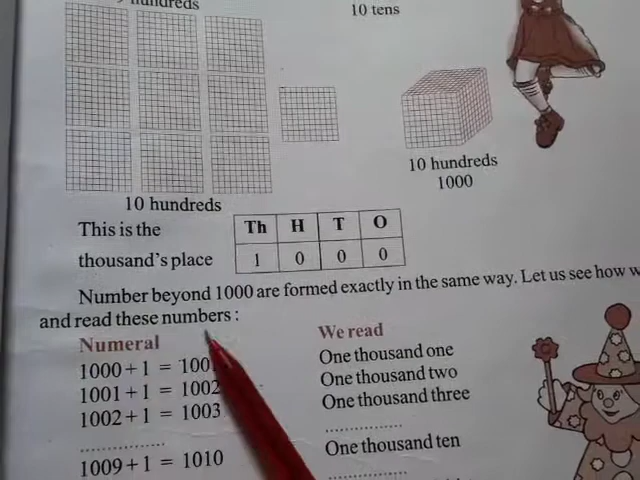 hundreds
10 tens
10 hundreds
1000
10 hundreds
This is the
thousand's place
Th H T O
1 0 0 0
Number beyond 1000 are formed exactly in the same way. Let us see how
and read these numbers :
Numeral We read
1000 + 1 = 100 One thousand one
1001 + 1 = 1002 One thousand two
1002 + 1 = 1003 One thousand three
.................... ..................
1009 + 1 = 1010 One thousand ten
..................